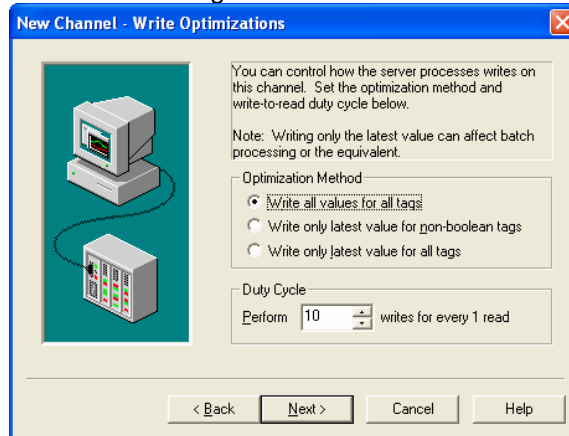 New Channel - Write Optimizations
You can control how the server processes writes on
this channel. Set the optimization method and
write-to-read duty cycle below.
Note: Writing only the latest value can affect batch
processing or the equivalent.
Optimization Method
Write all values for all tags
Write only latest value for non-boolean tags
Write only latest value for all tags
Duty Cycle
Perform 10 writes for every 1 read
< Back Next > Cancel Help